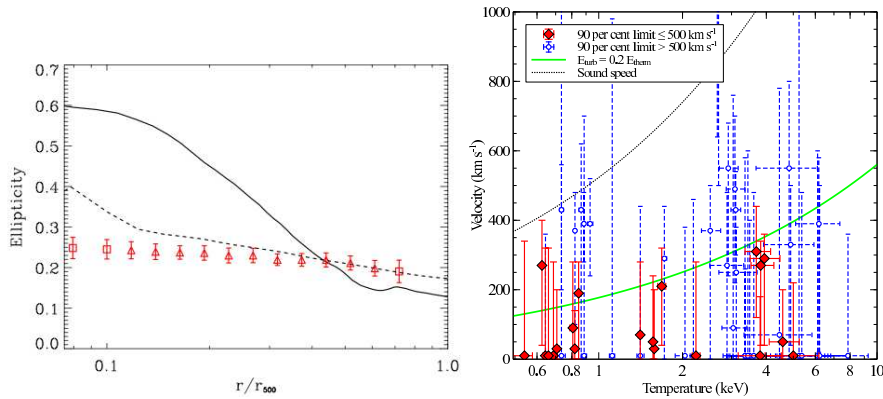 0.7
0.6
0.5
0.4
0.3
0.2
0.1
0.0
Ellipticity
0.1
1.0
r/r500
1000
800
600
400
200
0
Velocity (km s-1)
90 per cent limit ≤ 500 km s-1
90 per cent limit > 500 km s-1
Eturb = 0.2 Etherm
Sound speed
0.6 0.8 1 2 4 6 8 10
Temperature (keV)